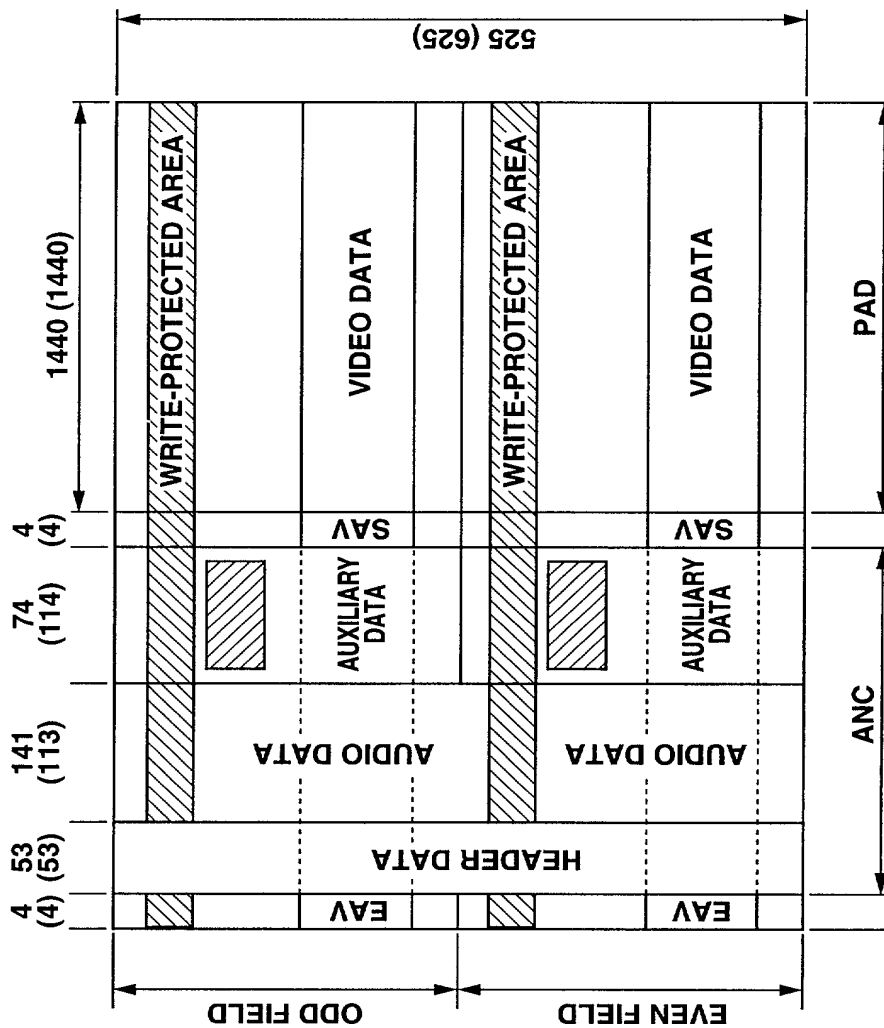 4
(4)
53
(53)
141
(113)
74
(114)
4
(4)
1440 (1440)
525 (625)
ODD FIELD
EVEN FIELD
WRITE-PROTECTED AREA
EAV
HEADER DATA
AUDIO DATA
AUXILIARY
DATA
SAV
VIDEO DATA
WRITE-PROTECTED AREA
EAV
AUDIO DATA
AUXILIARY
DATA
SAV
VIDEO DATA
ANC
PAD